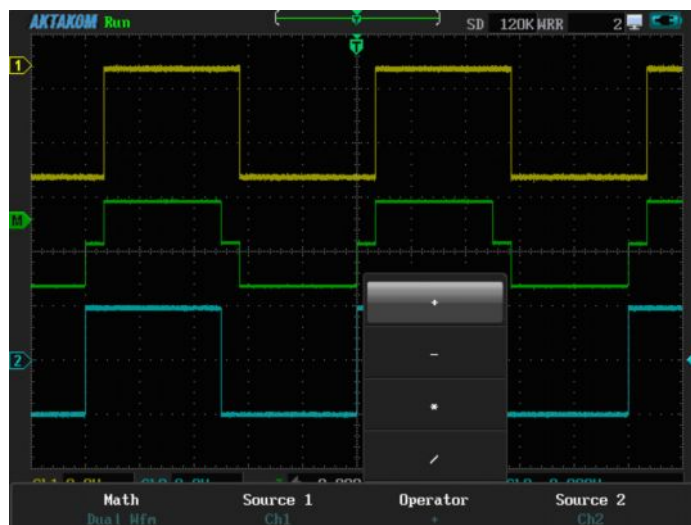 AKTAKOM Run SD 120K WRR 2
T
1
M
+
-
2
*
/
Math Source 1 Operator Source 2
Dual Wfm Ch1 + Ch2